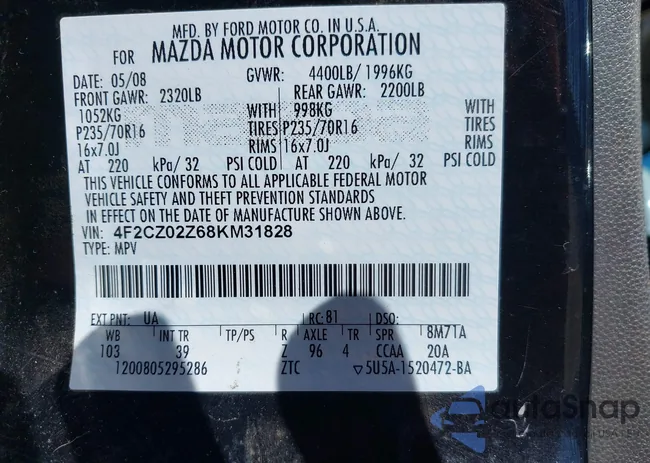 MFD. BY FORD MOTOR CO. IN U.S.A.
FOR MAZDA MOTOR CORPORATION
DATE: 05/08 GVWR: 4400LB/ 1996KG
FRONT GAWR: 2320LB REAR GAWR: 2200LB
1052KG WITH 998KG WITH
P235/70R16 TIRES P235/70R16 TIRES
16x7.0J RIMS 16x7.0J RIMS
AT 220 kPa/ 32 PSI COLD AT 220 kPa/ 32 PSI COLD
THIS VEHICLE CONFORMS TO ALL APPLICABLE FEDERAL MOTOR
VEHICLE SAFETY AND THEFT PREVENTION STANDARDS
IN EFFECT ON THE DATE OF MANUFACTURE SHOWN ABOVE.
VIN: 4F2CZ02Z68KM31828
TYPE: MPV
EXT PNT: UA RC: 81 DSO:
WB INT TR TP/PS R AXLE TR SPR 8M71A
103 39 Z 96 4 CCAA 20A
1200805295286 ZTC ▽5U5A-1520472-BA
autoSnap